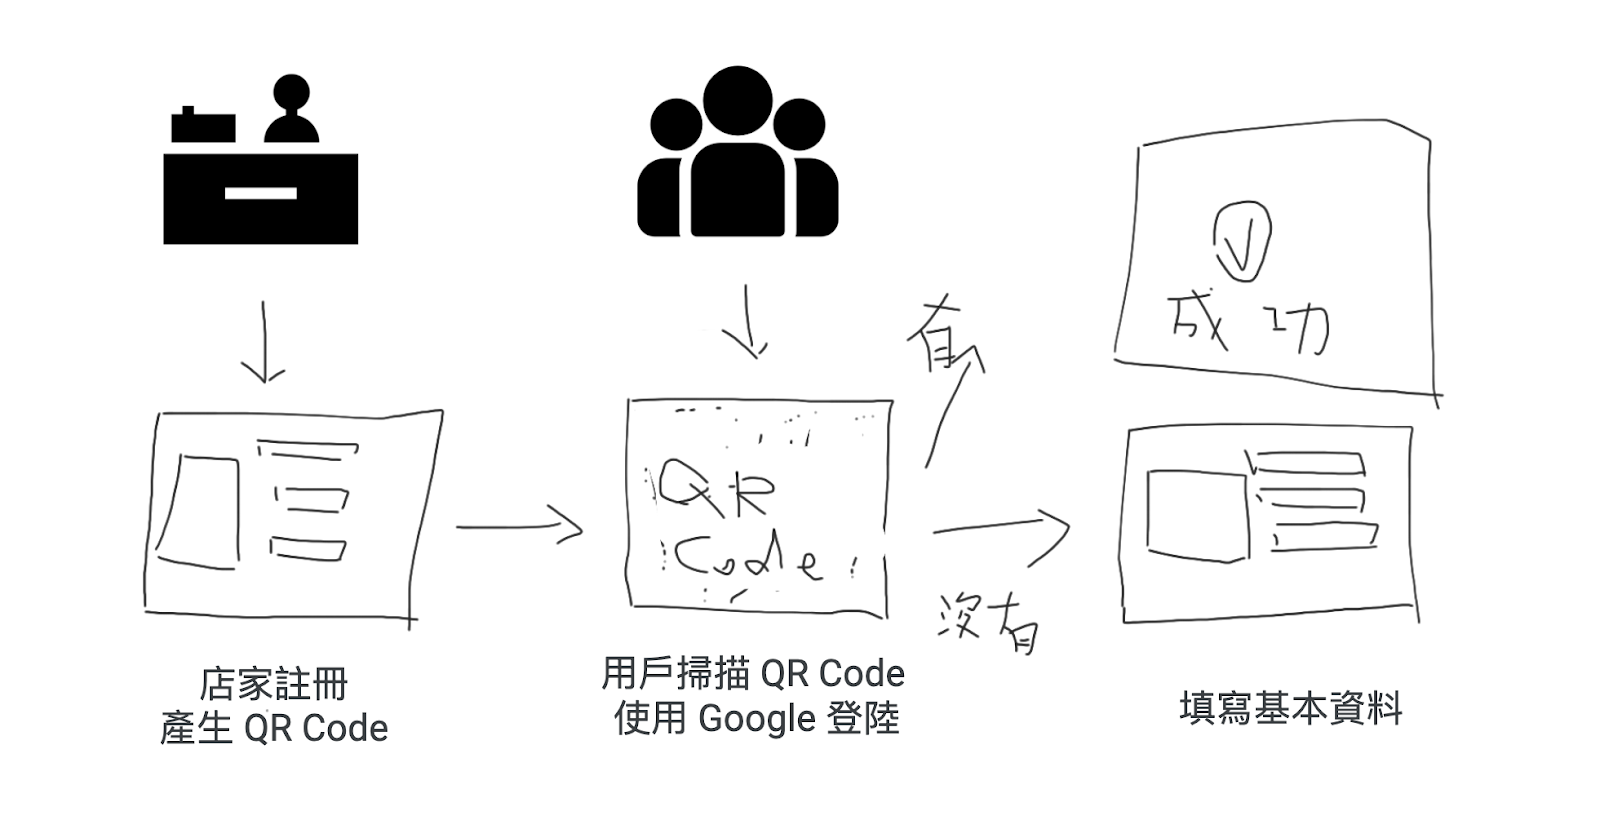 有
成功
QR
Code
沒有
店家註冊
產生 QR Code
用戶掃描 QR Code
使用 Google 登陸
填寫基本資料